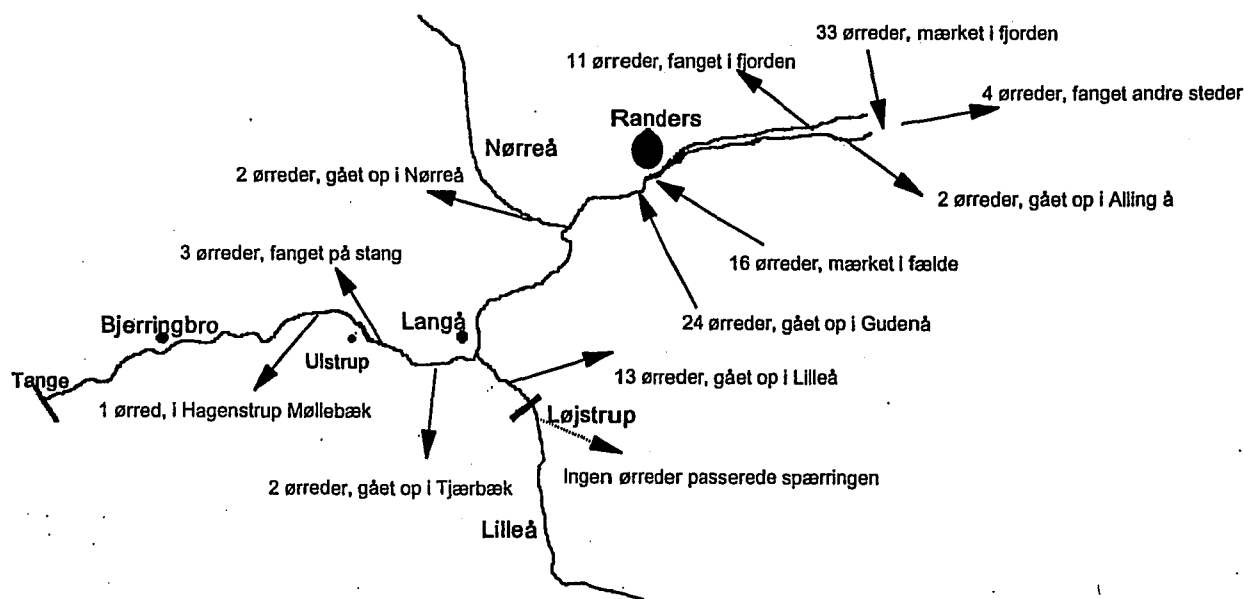 33 ørreder, mærket i fjorden
11 ørreder, fanget i fjorden
4 ørreder, fanget andre steder
Randers
Nørreå
2 ørreder, gået op i Nørreå
2 ørreder, gået op i Alling å
3 ørreder, fanget på stang
16 ørreder, mærket i fælde
Bjerringbro
Langå
24 ørreder, gået op i Gudenå
Ulstrup
Tange
13 ørreder, gået op i Lilleå
1 ørred, i Hagenstrup Møllebæk
Løjstrup
2 ørreder, gået op i Tjærbæk
Ingen ørreder passerede spærringen
Lilleå